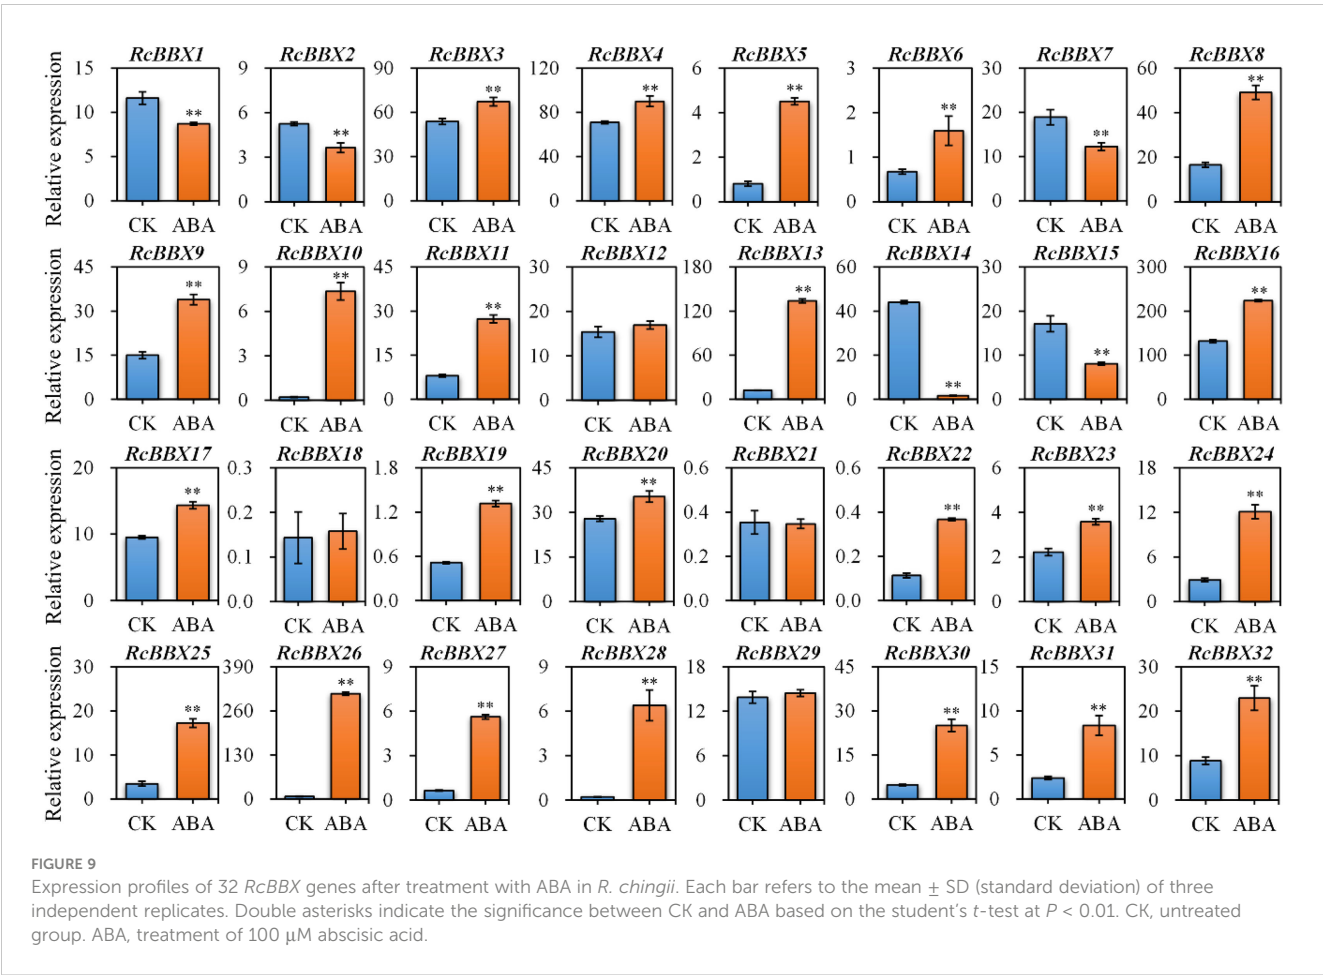 RcBBX1 RcBBX2 RcBBX3 RcBBX4 RcBBX5 RcBBX6 RcBBX7 RcBBX8
Relative expression
15 10 5 0
9 6 3 0
90 60 30 0
120 80 40 0
6 4 2 0
3 2 1 0
30 20 10 0
60 40 20 0
** ** ** ** ** ** ** **
CK ABA CK ABA CK ABA CK ABA CK ABA CK ABA CK ABA CK ABA
RcBBX9 RcBBX10 RcBBX11 RcBBX12 RcBBX13 RcBBX14 RcBBX15 RcBBX16
Relative expression
45 30 15 0
9 6 3 0
45 30 15 0
30 20 10 0
180 120 60 0
60 40 20 0
30 20 10 0
300 200 100 0
** ** ** ** ** ** **
CK ABA CK ABA CK ABA CK ABA CK ABA CK ABA CK ABA CK ABA
RcBBX17 RcBBX18 RcBBX19 RcBBX20 RcBBX21 RcBBX22 RcBBX23 RcBBX24
Relative expression
20 10 0
0.3 0.2 0.1 0.0
1.8 1.2 0.6 0.0
45 30 15 0
0.6 0.4 0.2 0.0
0.6 0.4 0.2 0.0
6 4 2 0
18 12 6 0
** ** ** ** ** **
CK ABA CK ABA CK ABA CK ABA CK ABA CK ABA CK ABA CK ABA
RcBBX25 RcBBX26 RcBBX27 RcBBX28 RcBBX29 RcBBX30 RcBBX31 RcBBX32
Relative expression
30 20 10 0
390 260 130 0
9 6 3 0
9 6 3 0
18 12 6 0
45 30 15 0
15 10 5 0
30 20 10 0
** ** ** ** ** ** **
CK ABA CK ABA CK ABA CK ABA CK ABA CK ABA CK ABA CK ABA
FIGURE 9
Expression profiles of 32 RcBBX genes after treatment with ABA in R. chingii. Each bar refers to the mean ± SD (standard deviation) of three
independent replicates. Double asterisks indicate the significance between CK and ABA based on the student's t-test at P < 0.01. CK, untreated
group. ABA, treatment of 100 μM abscisic acid.